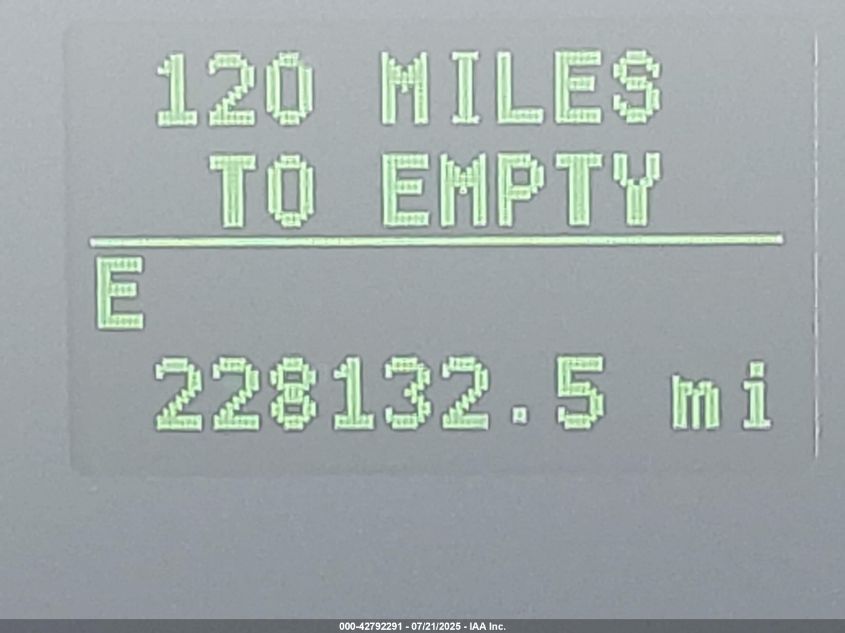 120 MILES
TO EMPTY
E
228132.5 mi
000-42792291 - 07/21/2025 - IAA Inc.